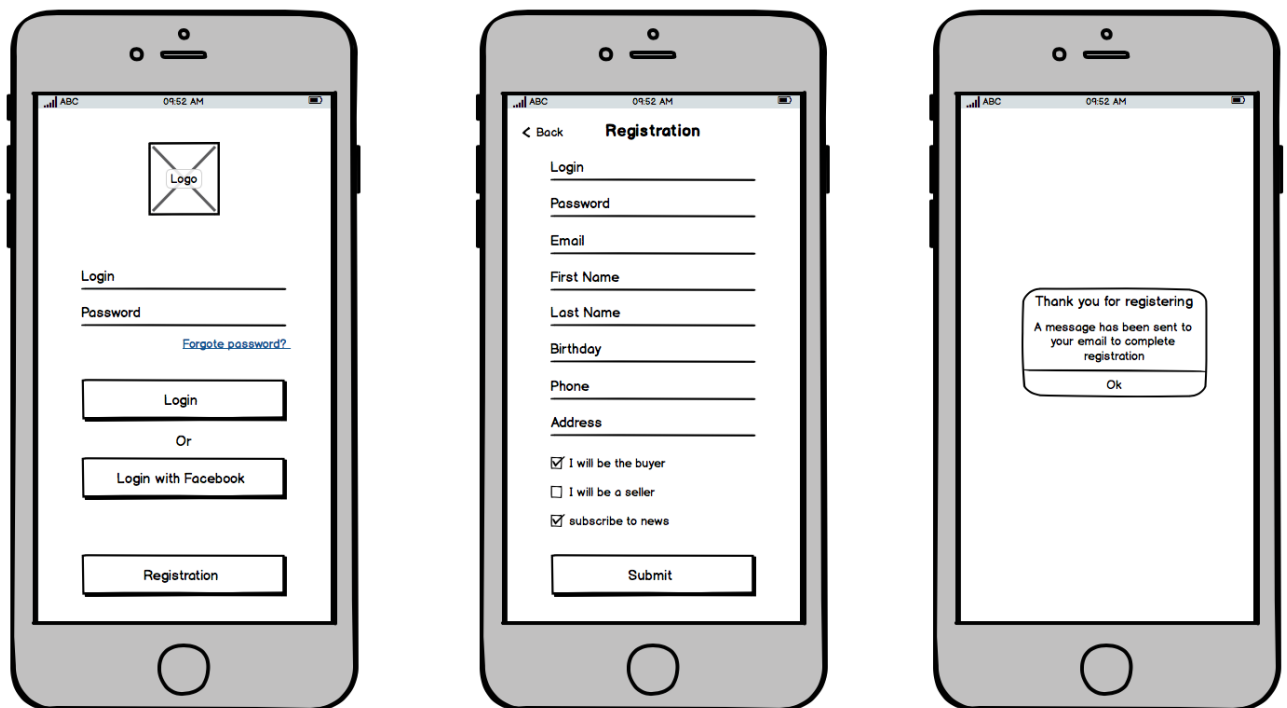 ABC 09:52 AM
Logo
Login
Password
Forgote password?
Login
Or
Login with Facebook
Registration
ABC 09:52 AM
< Back Registration
Login
Password
Email
First Name
Last Name
Birthday
Phone
Address
I will be the buyer
I will be a seller
subscribe to news
Submit
ABC 09:52 AM
Thank you for registering
A message has been sent to
your email to complete
registration
Ok